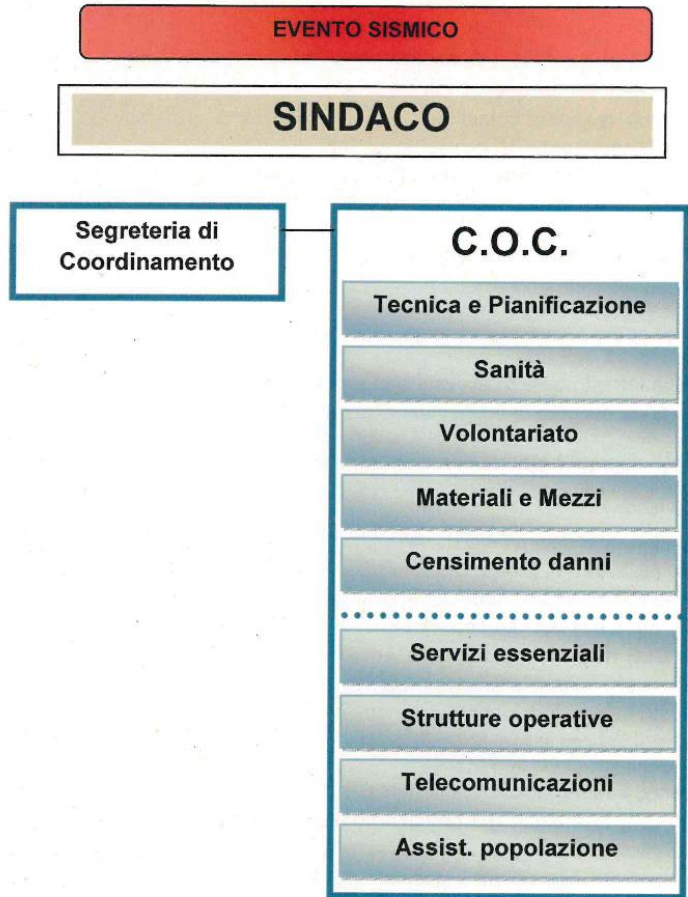 EVENTO SISMICO
SINDACO
Segreteria di
Coordinamento
C.O.C.
Tecnica e Pianificazione
Sanità
Volontariato
Materiali e Mezzi
Censimento danni
Servizi essenziali
Strutture operative
Telecomunicazioni
Assist. popolazione